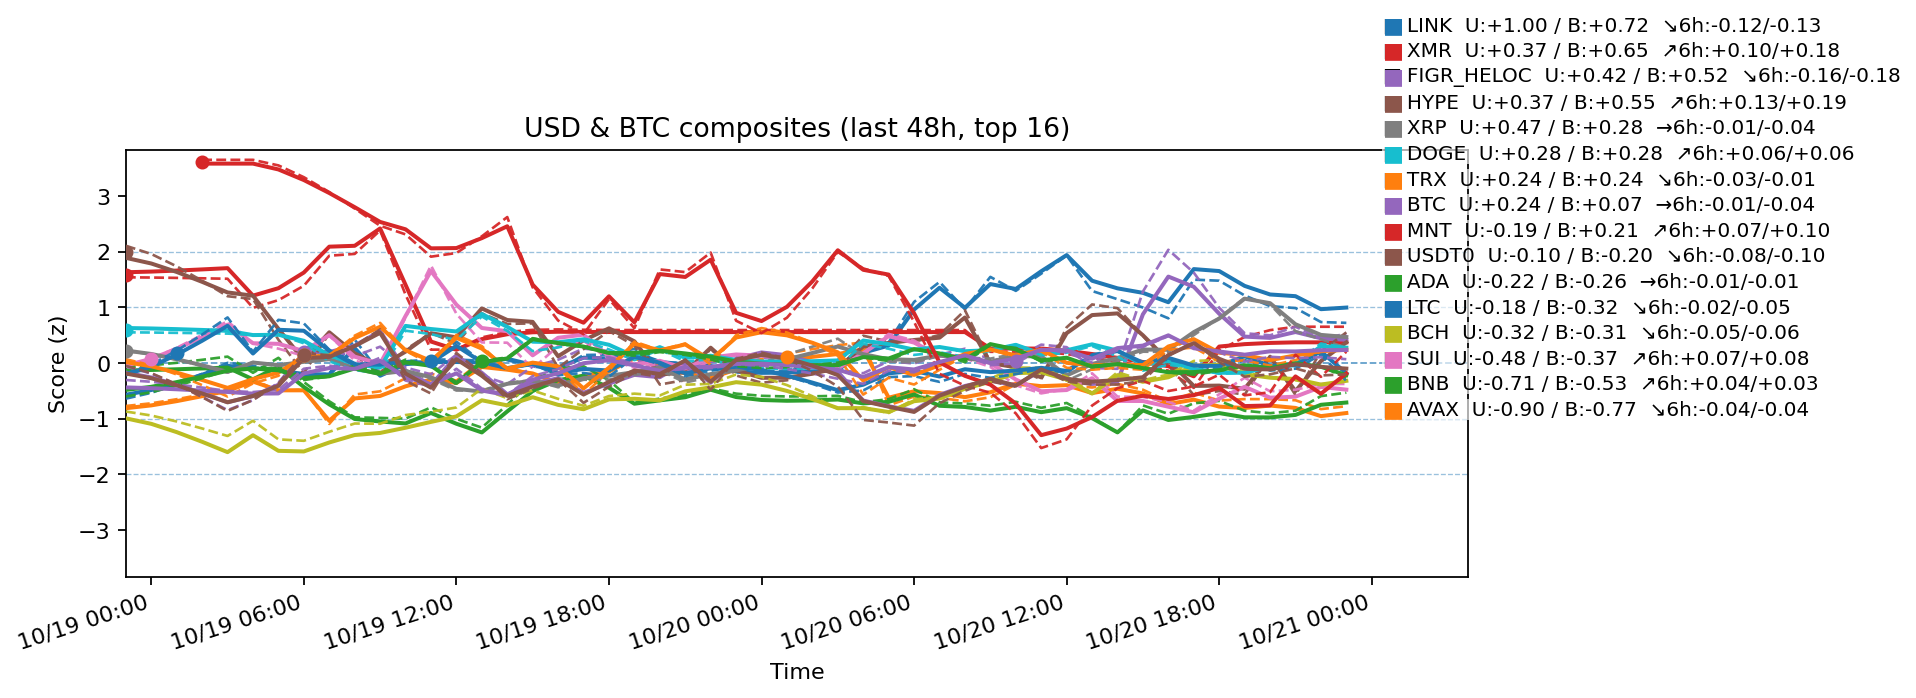 LINK  U:+1.00 / B:+0.72  ↘6h:-0.12/-0.13
XMR  U:+0.37 / B:+0.65  ↗6h:+0.10/+0.18
FIGR_HELOC  U:+0.42 / B:+0.52  ↘6h:-0.16/-0.18
HYPE  U:+0.37 / B:+0.55  ↗6h:+0.13/+0.19
XRP  U:+0.47 / B:+0.28  →6h:-0.01/-0.04
DOGE  U:+0.28 / B:+0.28  ↗6h:+0.06/+0.06
TRX  U:+0.24 / B:+0.24  ↘6h:-0.03/-0.01
BTC  U:+0.24 / B:+0.07  →6h:-0.01/-0.04
MNT  U:-0.19 / B:+0.21  ↗6h:+0.07/+0.10
USDT0  U:-0.10 / B:-0.20  ↘6h:-0.08/-0.10
ADA  U:-0.22 / B:-0.26  →6h:-0.01/-0.01
LTC  U:-0.18 / B:-0.32  ↘6h:-0.02/-0.05
BCH  U:-0.32 / B:-0.31  ↘6h:-0.05/-0.06
SUI  U:-0.48 / B:-0.37  ↗6h:+0.07/+0.08
BNB  U:-0.71 / B:-0.53  ↗6h:+0.04/+0.03
AVAX  U:-0.90 / B:-0.77  ↘6h:-0.04/-0.04
USD & BTC composites (last 48h, top 16)
Score (z)
3
2
1
0
−1
−2
−3
10/19 00:00
10/19 06:00
10/19 12:00
10/19 18:00
10/20 00:00
10/20 06:00
10/20 12:00
10/20 18:00
10/21 00:00
Time